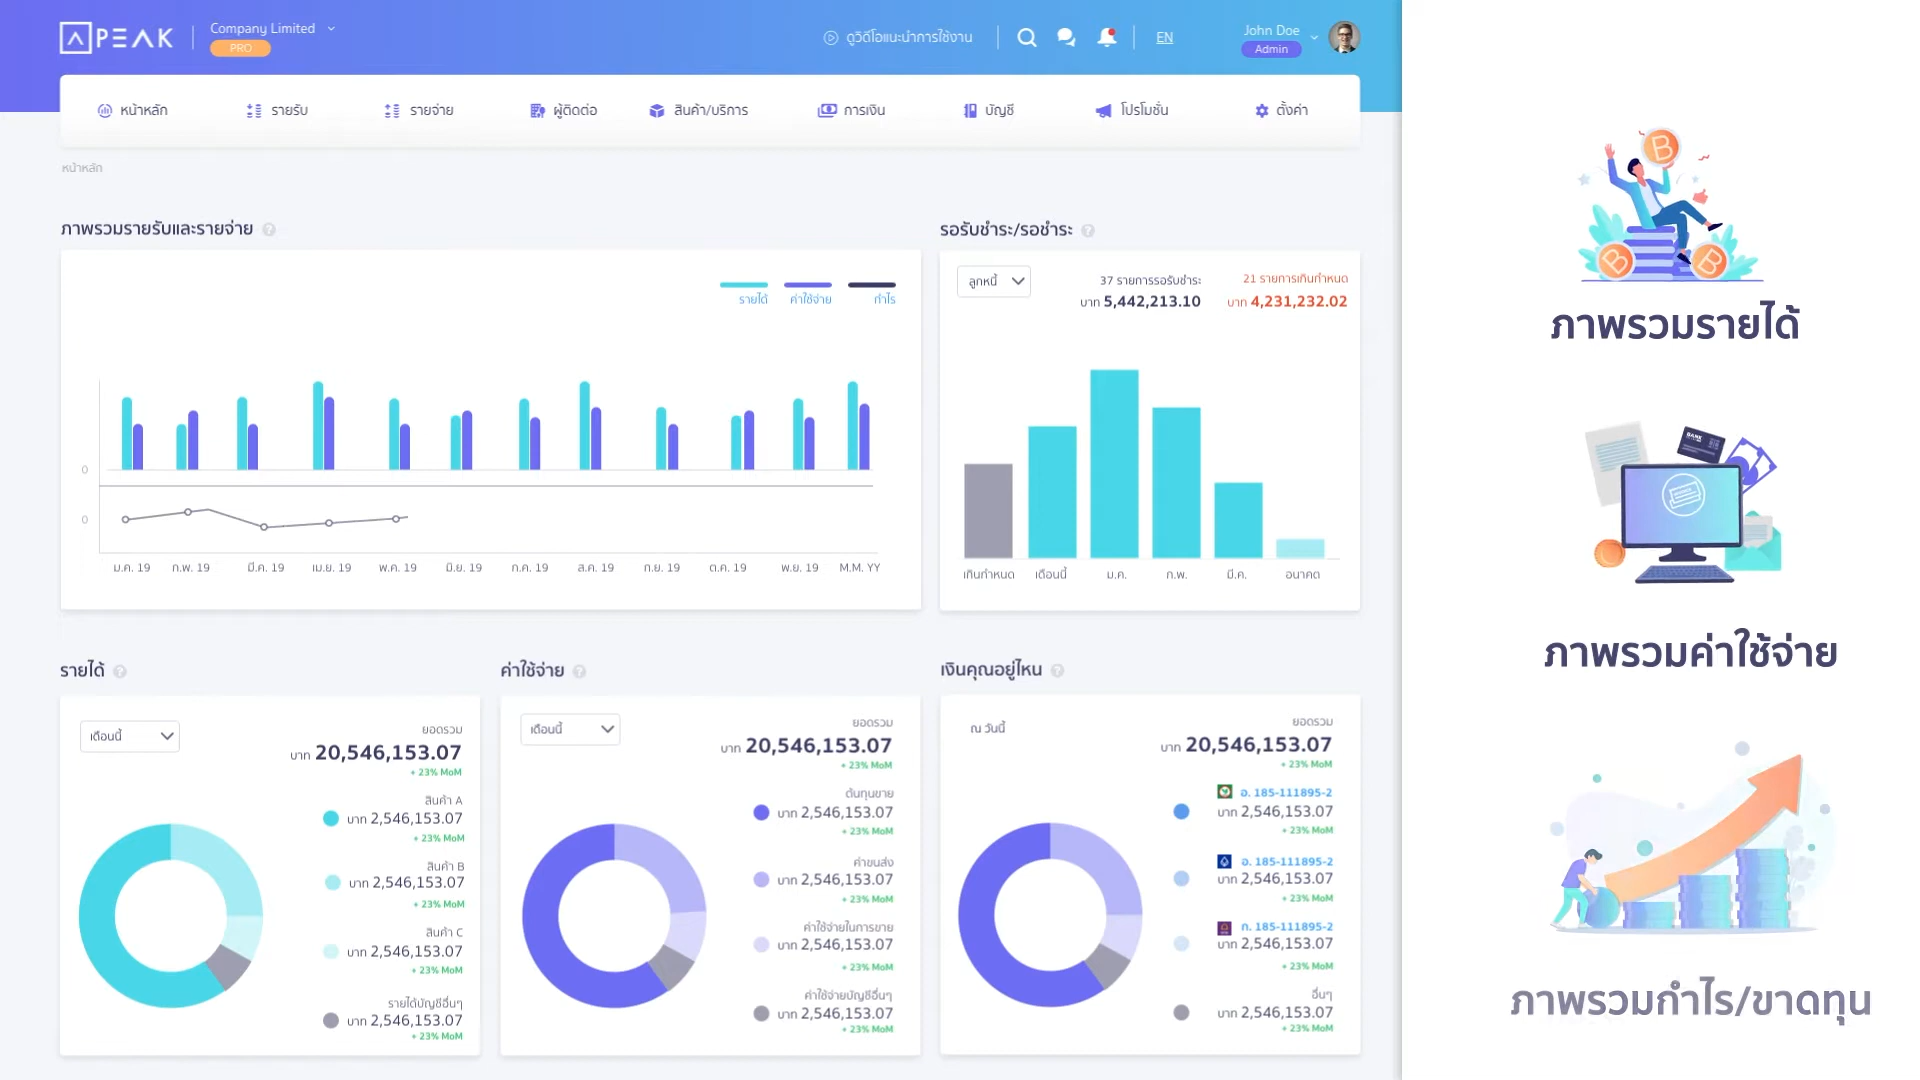 PEAK
Company Limited
PRO
ดูวิดีโอแนะนำการใช้งาน
EN
John Doe
Admin
หน้าหลัก
รายรับ
รายจ่าย
ผู้ติดต่อ
สินค้า/บริการ
การเงิน
บัญชี
โปรโมชั่น
ตั้งค่า
หน้าหลัก
ภาพรวมรายรับและรายจ่าย
รายได้
ค่าใช้จ่าย
กำไร
0
0
ม.ค. 19
ก.พ. 19
มี.ค. 19
เม.ย. 19
พ.ค. 19
มิ.ย. 19
ก.ค. 19
ส.ค. 19
ก.ย. 19
ต.ค. 19
พ.ย. 19
M.M. YY
รอรับชำระ/รอชำระ
ลูกหนี้
37 รายการรอรับชำระ
บาท 5,442,213.10
21 รายการเกินกำหนด
บาท 4,231,232.02
เกินกำหนด
เดือนนี้
ม.ค.
ก.พ.
มี.ค.
อนาคต
รายได้
เดือนนี้
ยอดรวม
บาท 20,546,153.07
+ 23% MoM
สินค้า A
บาท 2,546,153.07
+ 23% MoM
สินค้า B
บาท 2,546,153.07
+ 23% MoM
สินค้า C
บาท 2,546,153.07
+ 23% MoM
รายได้บัญชีอื่นๆ
บาท 2,546,153.07
+ 23% MoM
ค่าใช้จ่าย
เดือนนี้
ยอดรวม
บาท 20,546,153.07
+ 23% MoM
ต้นทุนขาย
บาท 2,546,153.07
+ 23% MoM
ค่าขนส่ง
บาท 2,546,153.07
+ 23% MoM
ค่าใช้จ่ายในการขาย
บาท 2,546,153.07
+ 23% MoM
ค่าใช้จ่ายบัญชีอื่นๆ
บาท 2,546,153.07
+ 23% MoM
เงินคุณอยู่ไหน
ณ วันนี้
ยอดรวม
บาท 20,546,153.07
+ 23% MoM
อ. 185-111895-2
บาท 2,546,153.07
+ 23% MoM
อ. 185-111895-2
บาท 2,546,153.07
+ 23% MoM
ก. 185-111895-2
บาท 2,546,153.07
+ 23% MoM
อื่นๆ
บาท 2,546,153.07
+ 23% MoM
ภาพรวมรายได้
BANK
ภาพรวมค่าใช้จ่าย
ภาพรวมกำไร/ขาดทุน